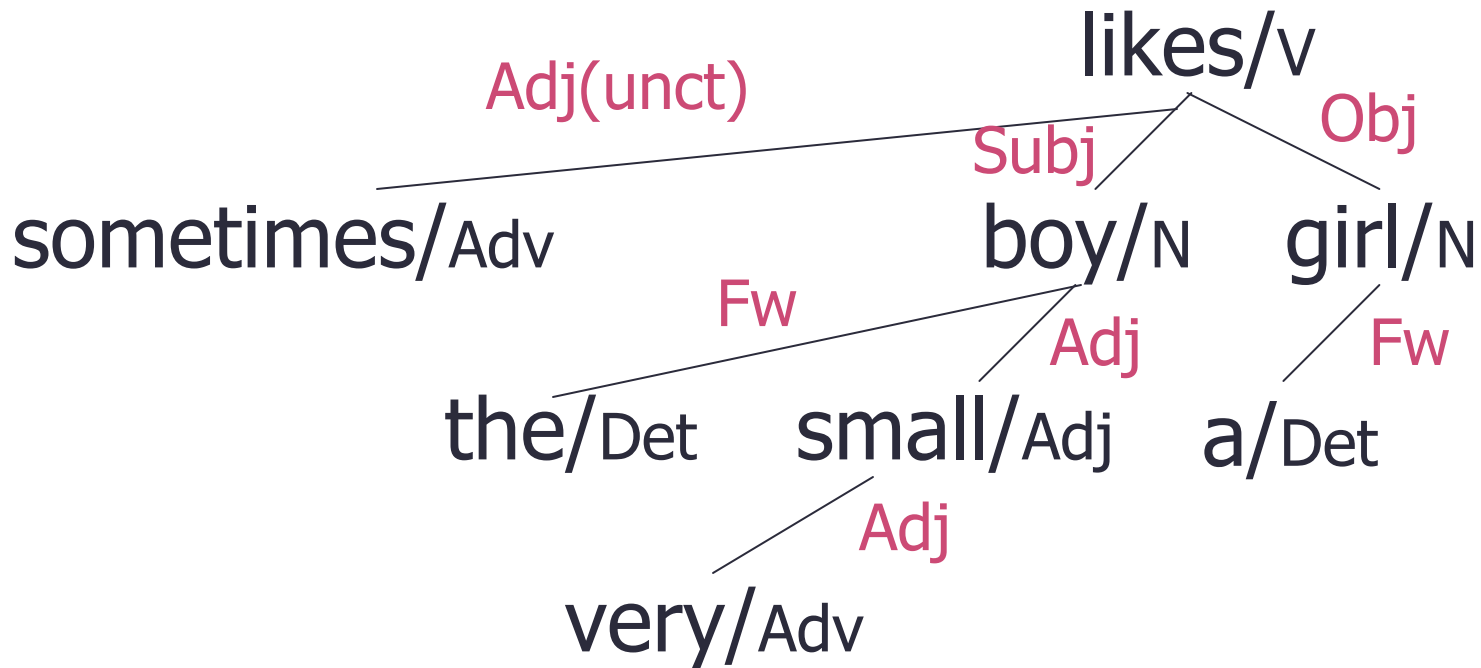 likes/V
Adj(unct)
Subj
Obj
sometimes/Adv
boy/N
girl/N
Fw
Adj
Fw
the/Det
small/Adj
a/Det
Adj
very/Adv